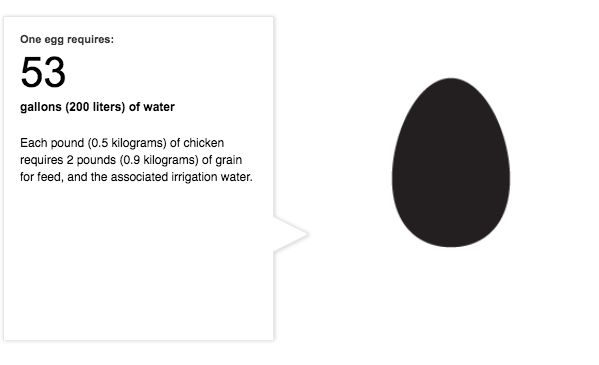 One egg requires:
53
gallons (200 liters) of water
Each pound (0.5 kilograms) of chicken
requires 2 pounds (0.9 kilograms) of grain
for feed, and the associated irrigation water.